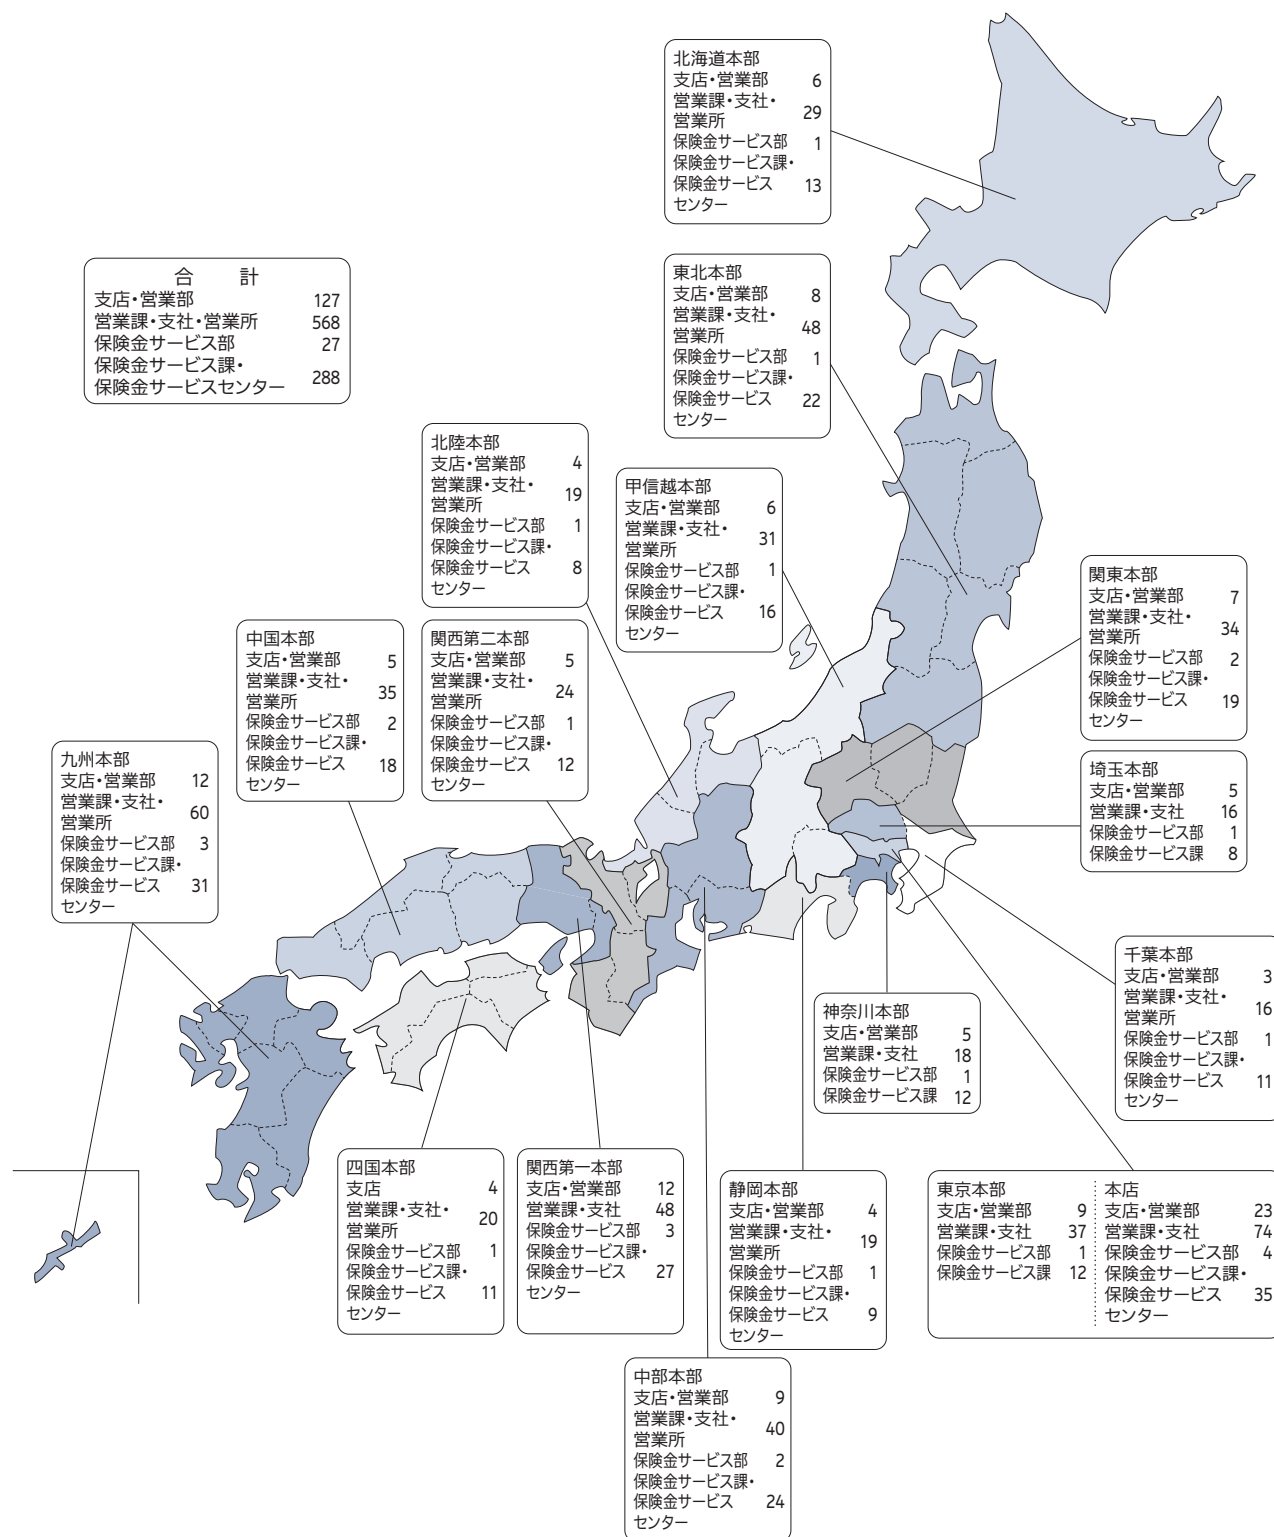 北海道本部
支店・営業部 6
営業課・支社・
営業所 29
保険金サービス部 1
保険金サービス課・
保険金サービス 13
センター
合 計
支店・営業部 127
営業課・支社・営業所 568
保険金サービス部 27
保険金サービス課・
保険金サービスセンター 288
東北本部
支店・営業部 8
営業課・支社・
営業所 48
保険金サービス部 1
保険金サービス課・
保険金サービス 22
センター
北陸本部
支店・営業部 4
営業課・支社・
営業所 19
保険金サービス部 1
保険金サービス課・
保険金サービス 8
センター
甲信越本部
支店・営業部 6
営業課・支社・
営業所 31
保険金サービス部 1
保険金サービス課・
保険金サービス 16
センター
関東本部
支店・営業部 7
営業課・支社・
営業所 34
保険金サービス部 2
保険金サービス課・
保険金サービス 19
センター
中国本部
支店・営業部 5
営業課・支社・
営業所 35
保険金サービス部 2
保険金サービス課・
保険金サービス 18
センター
関西第二本部
支店・営業部 5
営業課・支社・
営業所 24
保険金サービス部 1
保険金サービス課・
保険金サービス 12
センター
九州本部
支店・営業部 12
営業課・支社・
営業所 60
保険金サービス部 3
保険金サービス課・
保険金サービス 31
センター
埼玉本部
支店・営業部 5
営業課・支社 16
保険金サービス部 1
保険金サービス課 8
千葉本部
支店・営業部 3
営業課・支社・
営業所 16
保険金サービス部 1
保険金サービス課・
保険金サービス 11
センター
神奈川本部
支店・営業部 5
営業課・支社 18
保険金サービス部 1
保険金サービス課 12
四国本部
支店 4
営業課・支社・
営業所 20
保険金サービス部 1
保険金サービス課・
保険金サービス 11
センター
関西第一本部
支店・営業部 12
営業課・支社 48
保険金サービス部 3
保険金サービス課・
保険金サービス 27
センター
静岡本部
支店・営業部 4
営業課・支社・
営業所 19
保険金サービス部 1
保険金サービス課・
保険金サービス 9
センター
東京本部
支店・営業部 9
営業課・支社 37
保険金サービス部 1
保険金サービス課 12
本店
支店・営業部 23
営業課・支社 74
保険金サービス部 4
保険金サービス課・
保険金サービス 35
センター
中部本部
支店・営業部 9
営業課・支社・
営業所 40
保険金サービス部 2
保険金サービス課・
保険金サービス 24
センター